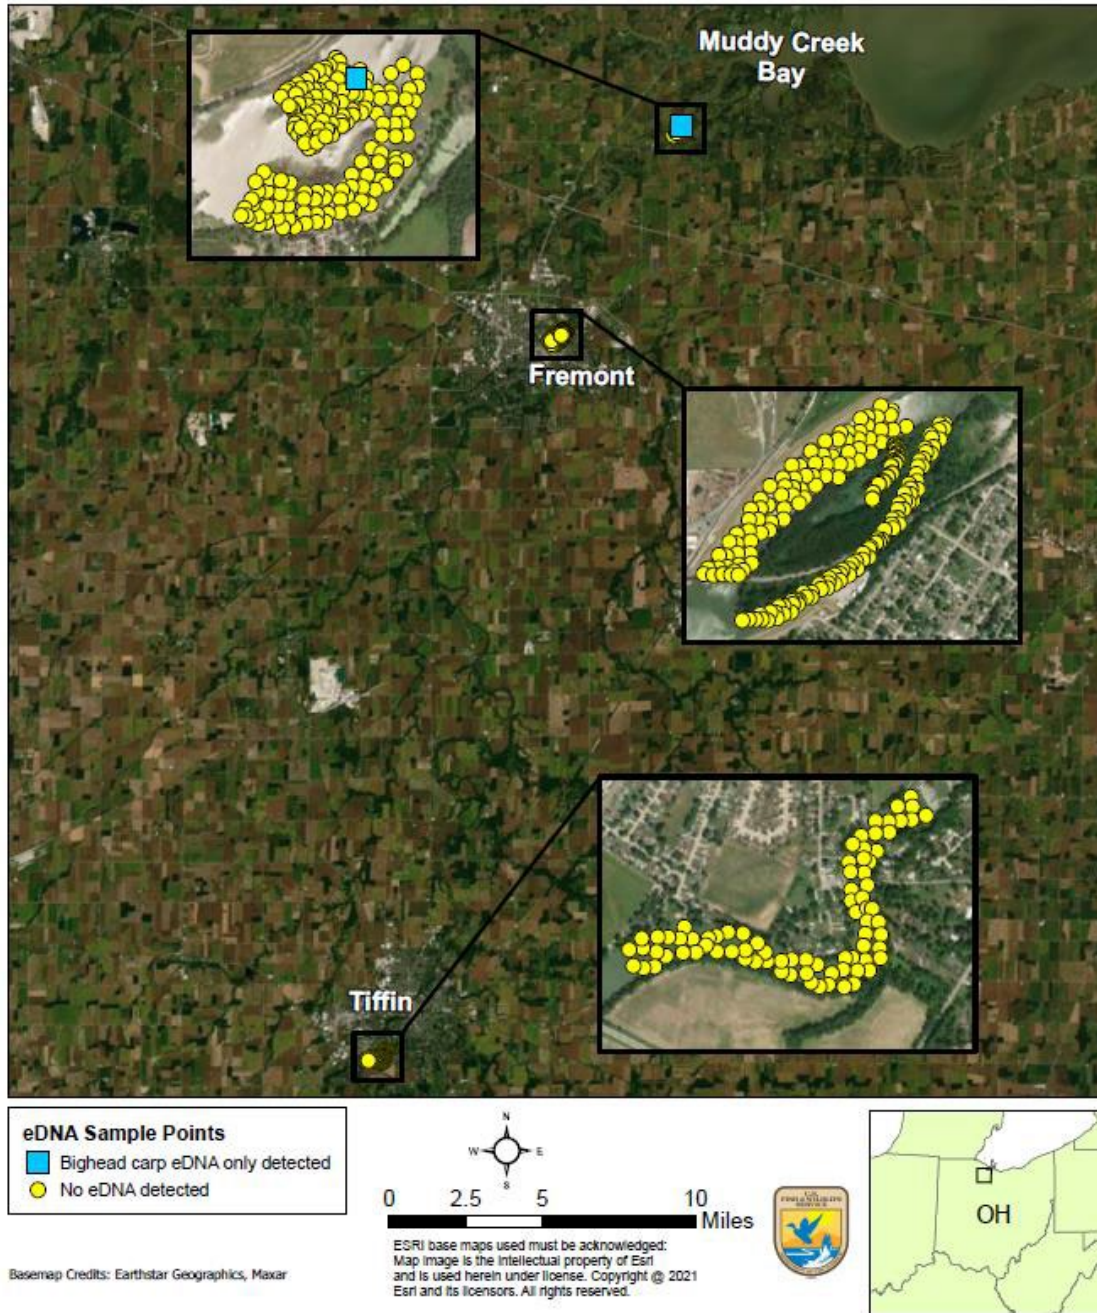 Muddy Creek
Bay
Fremont
Tiffin
eDNA Sample Points
Bighead carp eDNA only detected
No eDNA detected
N
W
E
S
0 2.5 5 10
Miles
ESRI base maps used must be acknowledged:
Map image is the intellectual property of Esri
and is used herein under license. Copyright @ 2021
Esri and its licensors. All rights reserved.
Basemap Credits: Earthstar Geographics, Maxar
U.S.
FISH & WILDLIFE
SERVICE
OH